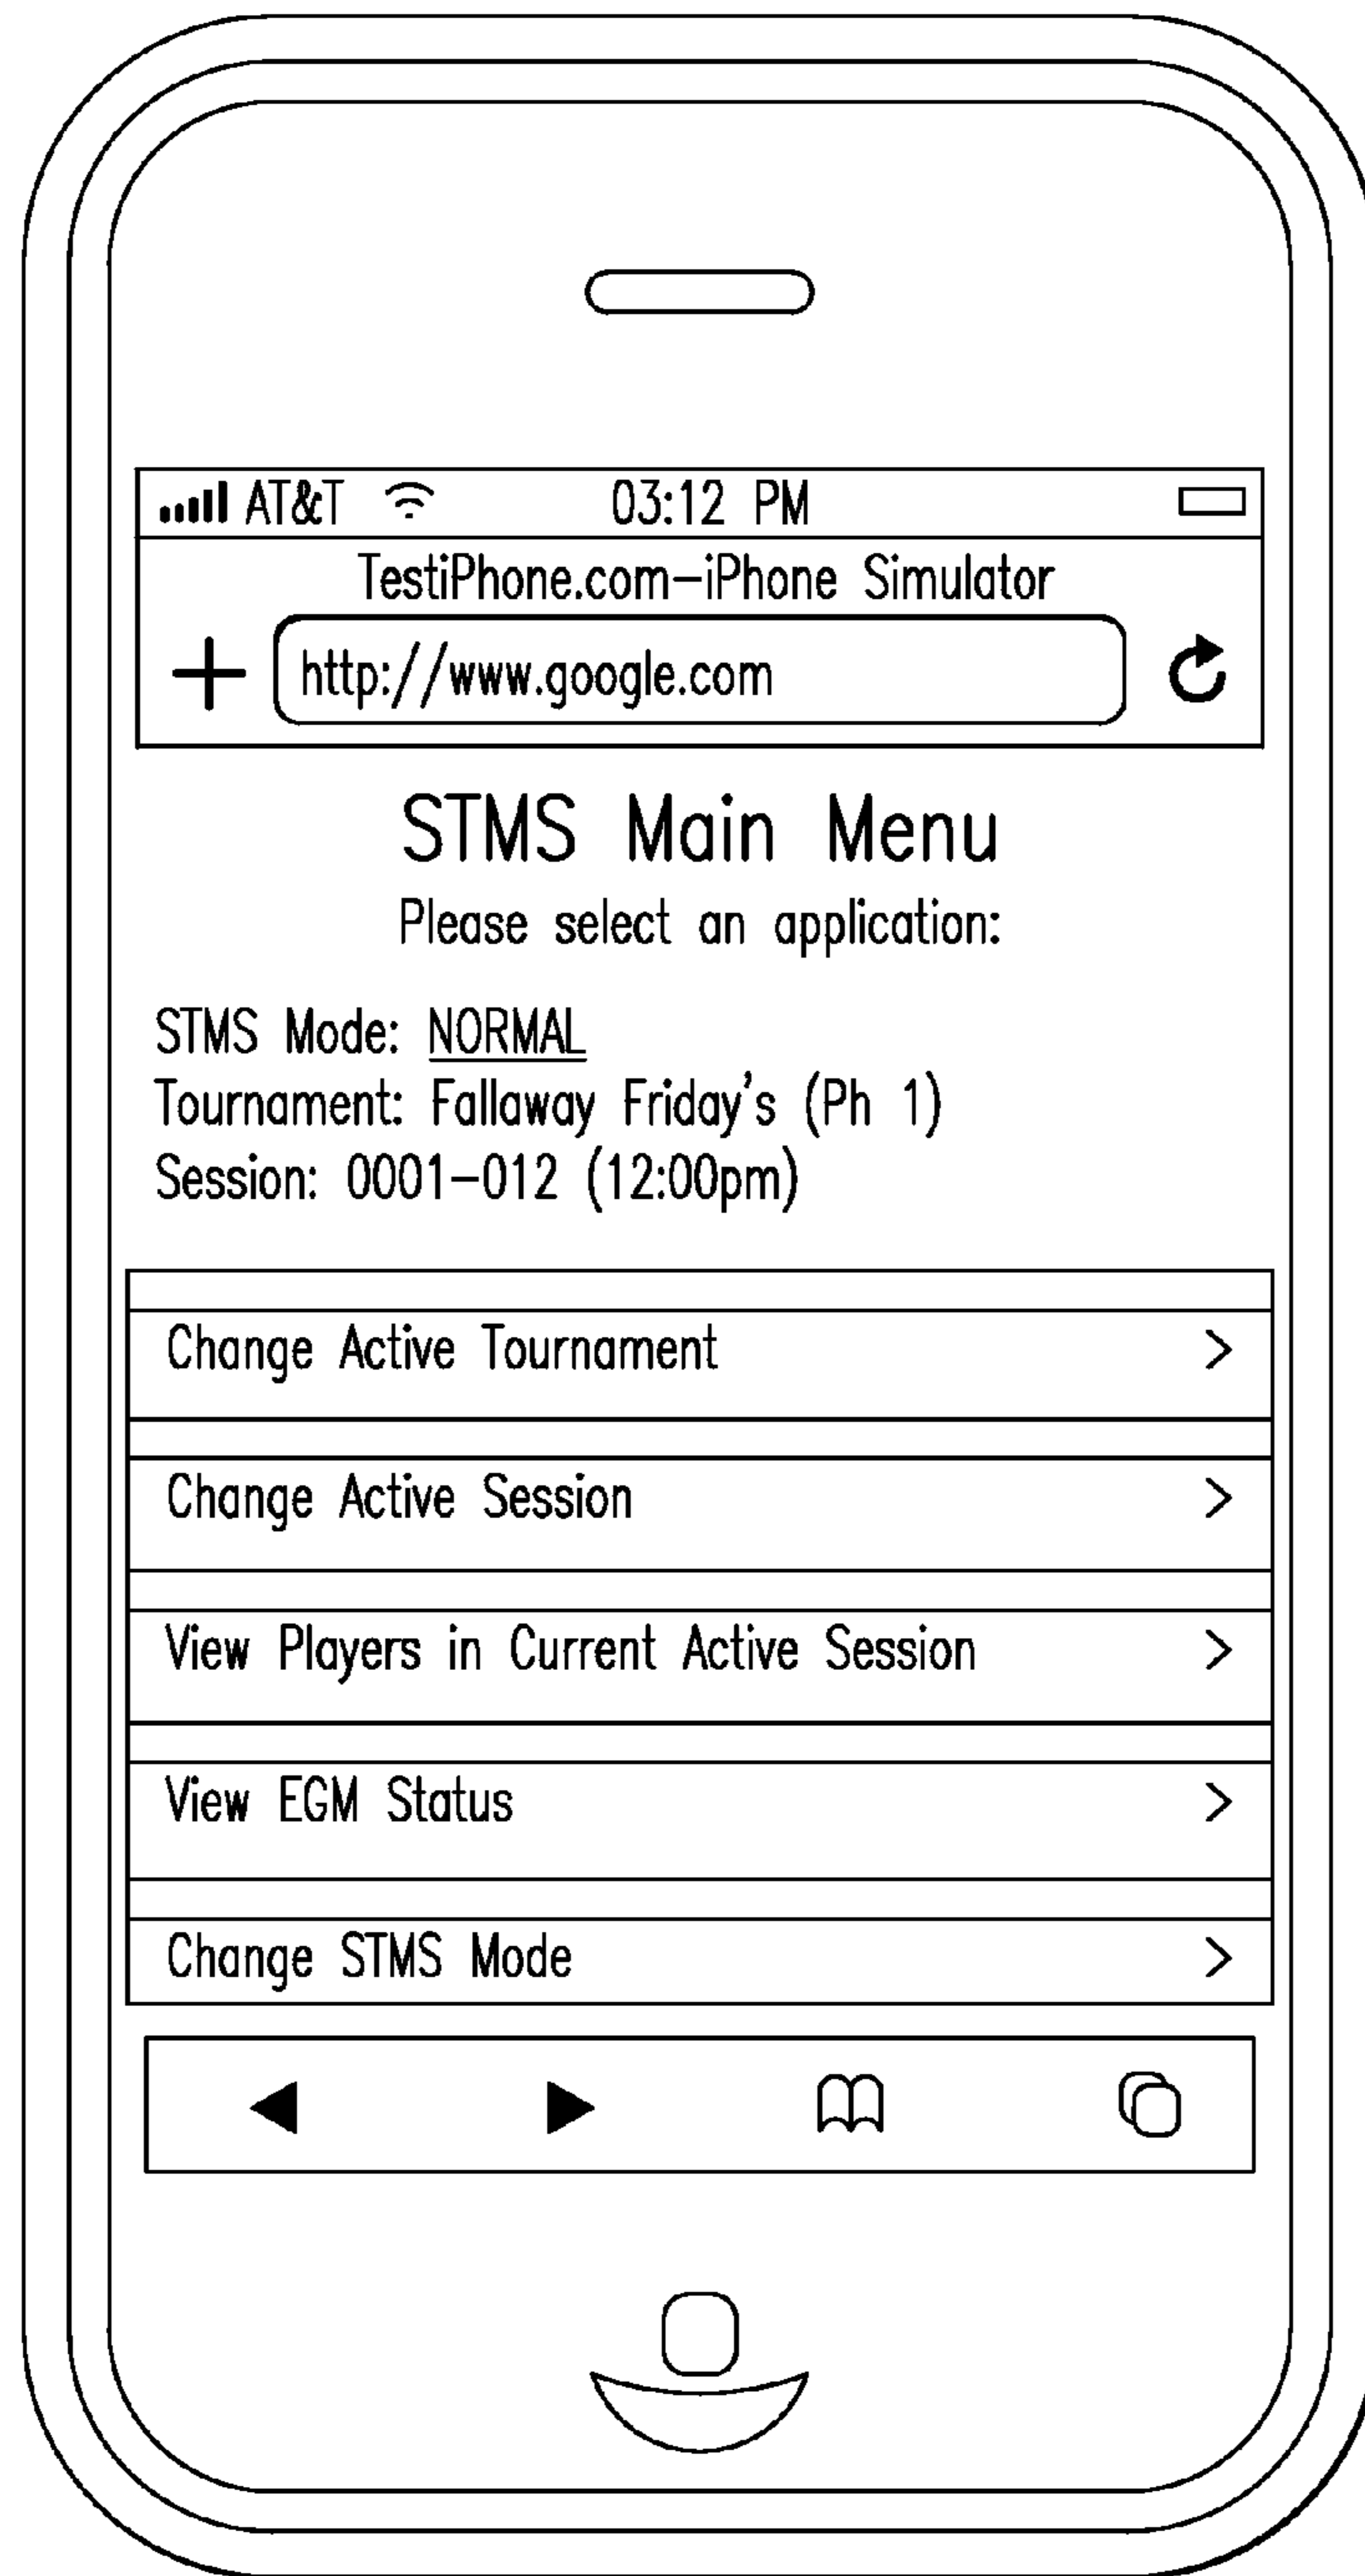 AT&T 03:12 PM
TestiPhone.com-iPhone Simulator
http://www.google.com
STMS Main Menu
Please select an application:
STMS Mode: NORMAL
Tournament: Fallaway Friday's (Ph 1)
Session: 0001-012 (12:00pm)
Change Active Tournament >
Change Active Session >
View Players in Current Active Session >
View EGM Status >
Change STMS Mode >